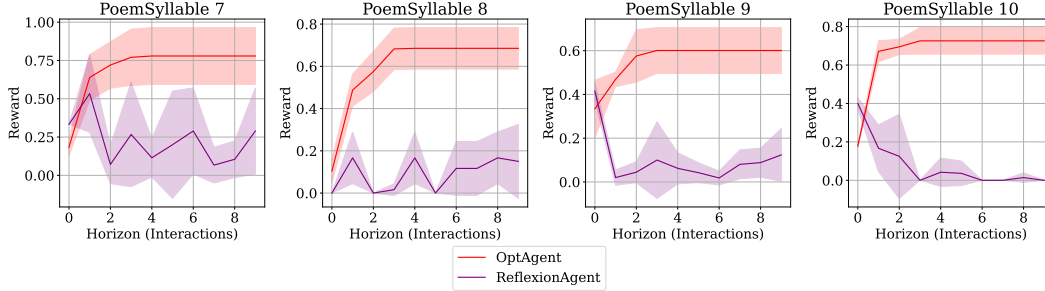 PoemSyllable 7
1.00
0.75
0.50
0.25
0.00
Reward
0 2 4 6 8
Horizon (Interactions)
PoemSyllable 8
0.8
0.6
0.4
0.2
0.0
Reward
0 2 4 6 8
Horizon (Interactions)
PoemSyllable 9
0.6
0.4
0.2
0.0
Reward
0 2 4 6 8
Horizon (Interactions)
PoemSyllable 10
0.8
0.6
0.4
0.2
0.0
Reward
0 2 4 6 8
Horizon (Interactions)
OptAgent
ReflexionAgent